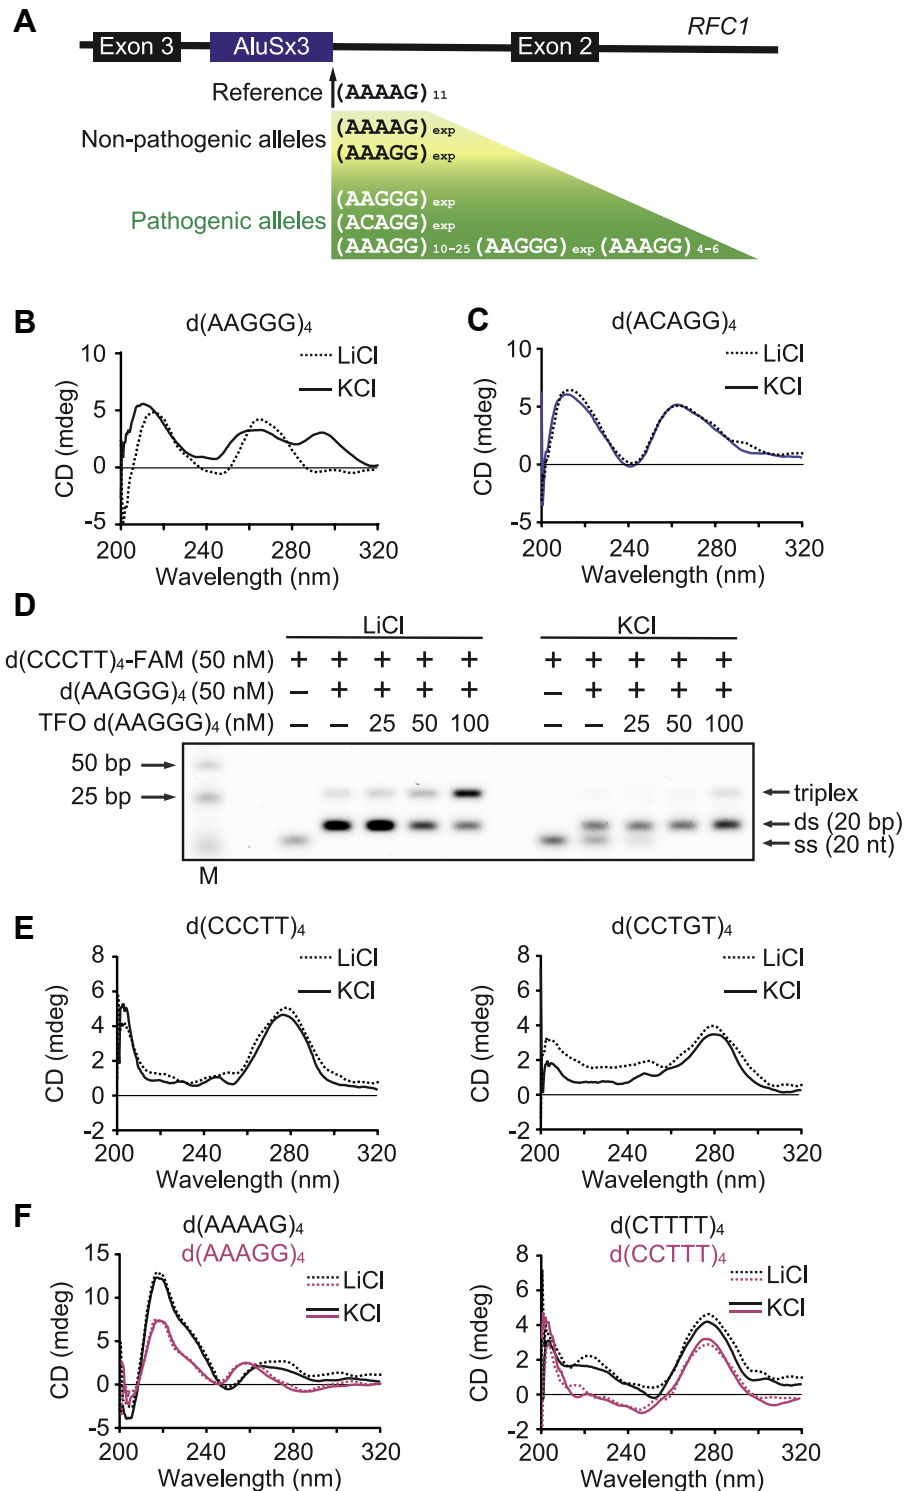 A
RFC1
Exon 3 AluSx3 Exon 2
Reference (AAAAG) 11
Non-pathogenic alleles (AAAAG) exp
(AAAGG) exp
(AAGGG) exp
Pathogenic alleles (ACAGG) exp
(AAAGG) 10-25 (AAGGG) exp (AAAGG) 4-6
B
d(AAGGG)4
LiCl
KCl
10
5
0
-5
CD (mdeg)
200 240 280 320
Wavelength (nm)
C
d(ACAGG)4
LiCl
KCl
10
5
0
-5
CD (mdeg)
200 240 280 320
Wavelength (nm)
D
LiCl KCl
d(CCCTT)4-FAM (50 nM) + + + + + + + + + +
d(AAGGG)4 (50 nM) − + + + + − + + + +
TFO d(AAGGG)4 (nM) − − 25 50 100 − − 25 50 100
50 bp
25 bp
triplex
ds (20 bp)
ss (20 nt)
M
E
d(CCCTT)4
LiCl
KCl
8
6
4
2
0
-2
CD (mdeg)
200 240 280 320
Wavelength (nm)
d(CCTGT)4
LiCl
KCl
8
6
4
2
0
-2
CD (mdeg)
200 240 280 320
Wavelength (nm)
F
d(AAAAG)4
d(AAAGG)4
LiCl
KCl
15
10
5
0
-5
CD (mdeg)
200 240 280 320
Wavelength (nm)
d(CTTTT)4
d(CCTTT)4
LiCl
KCl
8
6
4
2
0
-2
CD (mdeg)
200 240 280 320
Wavelength (nm)